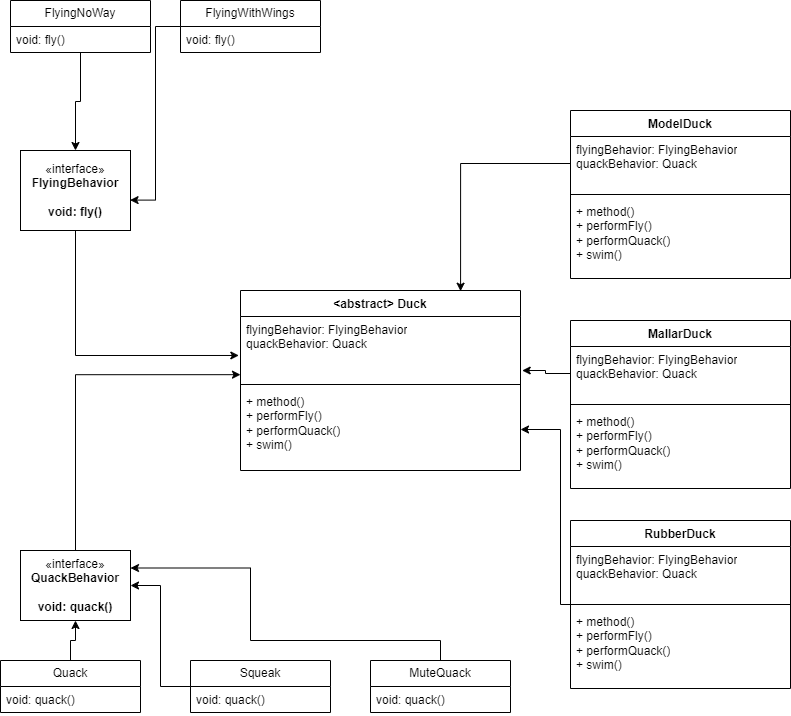 FlyingNoWay
void: fly()
FlyingWithWings
void: fly()
«interface»
FlyingBehavior
void: fly()
ModelDuck
flyingBehavior: FlyingBehavior
quackBehavior: Quack
+ method()
+ performFly()
+ performQuack()
+ swim()
<abstract> Duck
flyingBehavior: FlyingBehavior
quackBehavior: Quack
+ method()
+ performFly()
+ performQuack()
+ swim()
MallarDuck
flyingBehavior: FlyingBehavior
quackBehavior: Quack
+ method()
+ performFly()
+ performQuack()
+ swim()
RubberDuck
flyingBehavior: FlyingBehavior
quackBehavior: Quack
+ method()
+ performFly()
+ performQuack()
+ swim()
«interface»
QuackBehavior
void: quack()
Quack
void: quack()
Squeak
void: quack()
MuteQuack
void: quack()